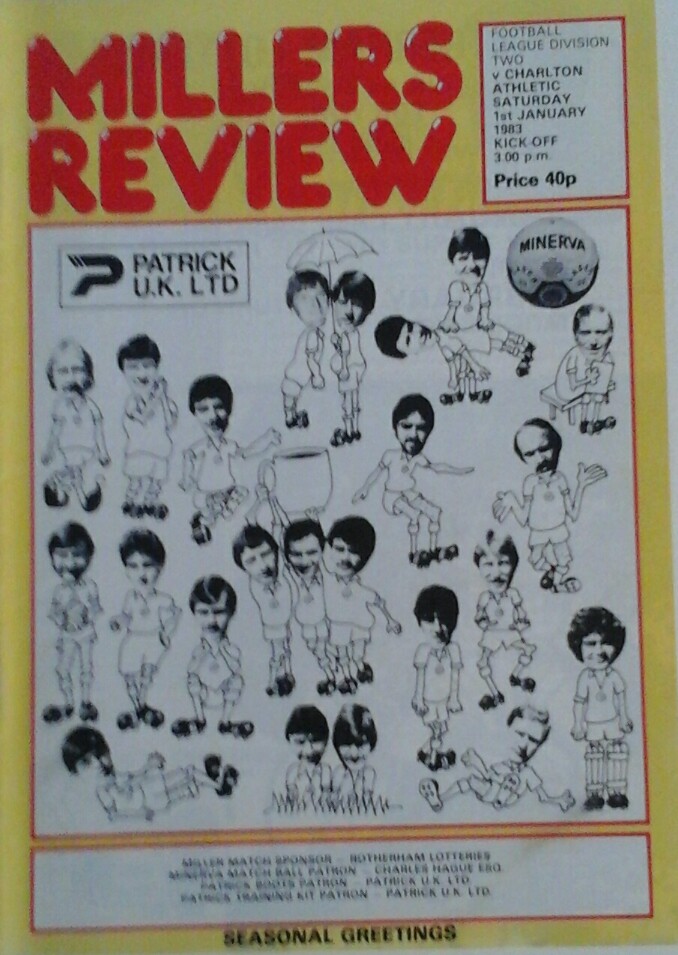 MILLERS
REVIEW
FOOTBALL
LEAGUE DIVISION
TWO
v CHARLTON
ATHLETIC
SATURDAY
1st JANUARY
1983
KICK-OFF
3.00 p.m.
Price 40p
PATRICK
U.K. LTD
MINERVA
MILLER MATCH SPONSOR - ROTHERHAM LOTTERIES
MINERVA MATCH BALL PATRON - CHARLES HAGUE ESQ.
PATRICK BOOTS PATRON - PATRICK U.K. LTD.
PATRICK TRAINING KIT PATRON - PATRICK U.K. LTD.
SEASONAL GREETINGS